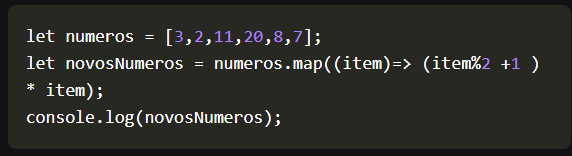 let numeros = [3,2,11,20,8,7];
let novosNumeros = numeros.map((item)=> (item%2 +1 )
* item);
console.log(novosNumeros);